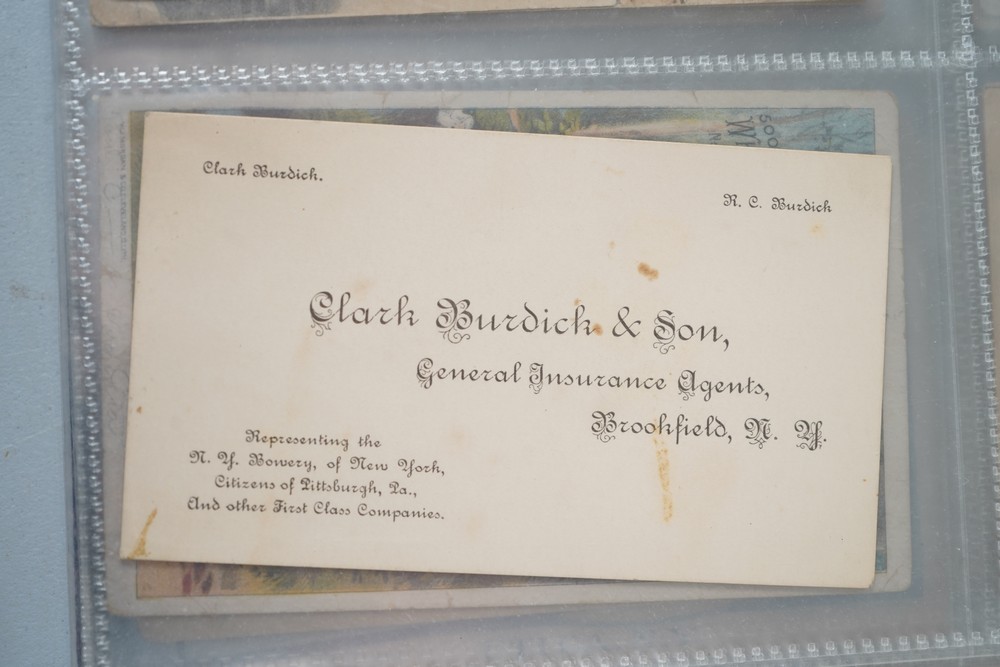 Clark Burdick.
R. C. Burdick
Clark Burdick & Son,
General Insurance Agents,
Brookfield, N. Y.
Representing the
N. Y. Bowery, of New York,
Citizens of Pittsburgh, Pa.,
And other First Class Companies.
500